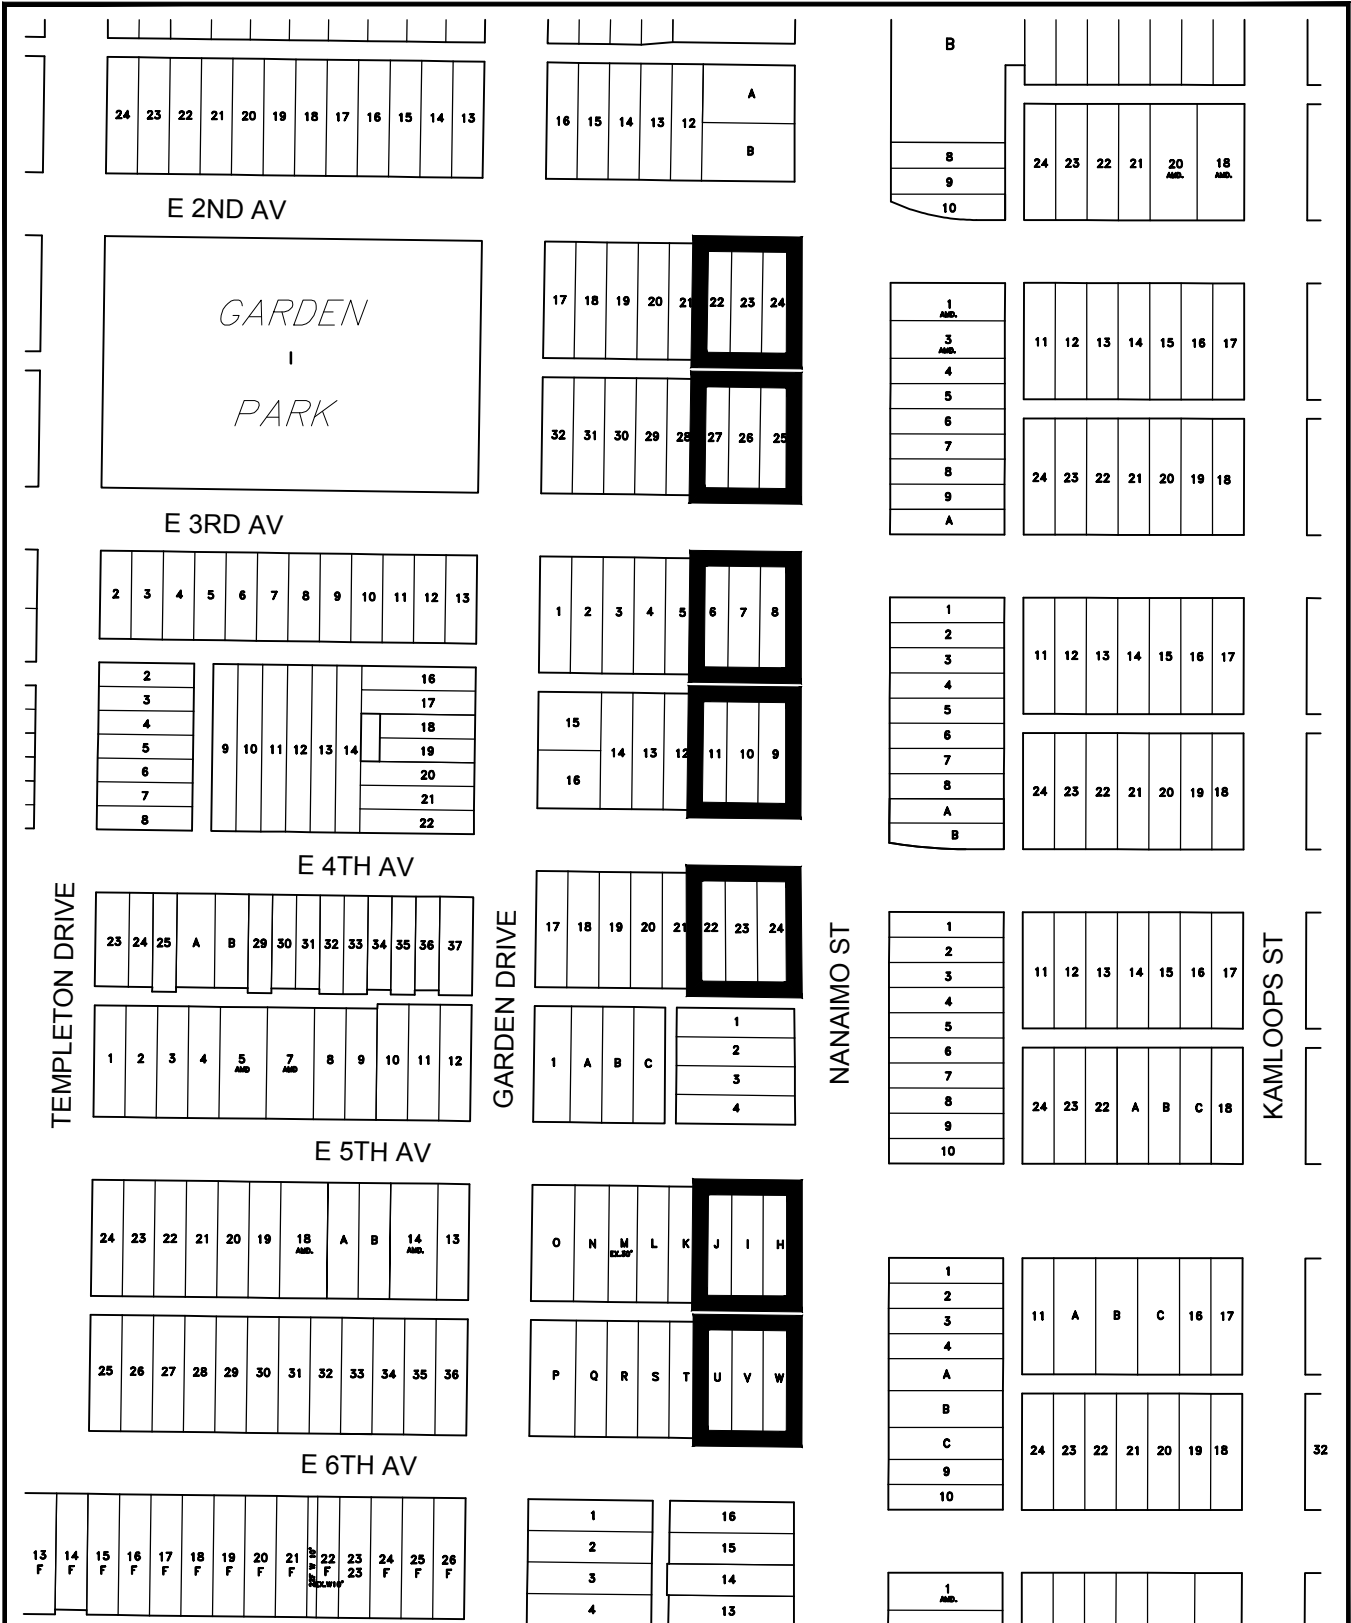 B
24 23 22 21 20 19 18 17 16 15 14 13
16 15 14 13 12
A
B
8
9
10
24 23 22 21 20 18
AMD. AMD.
E 2ND AV
GARDEN
PARK
17 18 19 20 21 22 23 24
32 31 30 29 28 27 26 25
1
AMD.
3
AMD.
4
5
6
7
8
9
A
11 12 13 14 15 16 17
24 23 22 21 20 19 18
E 3RD AV
2 3 4 5 6 7 8 9 10 11 12 13
1 2 3 4 5 6 7 8
2
3
4
5
6
7
8
9 10 11 12 13 14
16
17
18
19
20
21
22
15
16
14 13 12 11 10 9
1
2
3
4
5
6
7
8
A
B
11 12 13 14 15 16 17
24 23 22 21 20 19 18
E 4TH AV
TEMPLETON DRIVE
GARDEN DRIVE
NANAIMO ST
KAMLOOPS ST
23 24 25 A B 29 30 31 32 33 34 35 36 37
17 18 19 20 21 22 23 24
1 2 3 4 5 7 8 9 10 11 12
AMD AMD
1 A B C
1
2
3
4
1
2
3
4
5
6
7
8
9
10
11 12 13 14 15 16 17
24 23 22 A B C 18
E 5TH AV
24 23 22 21 20 19 18 A B 14 13
AMD. AMD.
O N M L K J I H
25 26 27 28 29 30 31 32 33 34 35 36
P Q R S T U V W
1
2
3
4
A
B
C
9
10
11 A B C 16 17
24 23 22 21 20 19 18
32
E 6TH AV
13 14 15 16 17 18 19 20 21 22 23 24 25 26
F F F F F F F F F F 23 F F F
1
2
3
4
16
15
14
13
1
AMD.